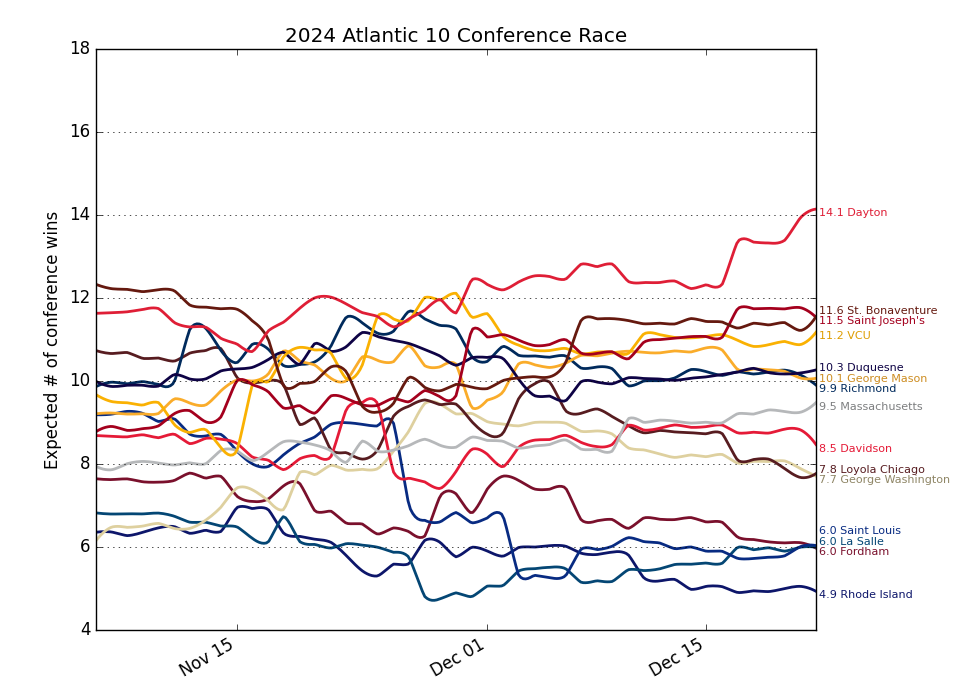 2024 Atlantic 10 Conference Race
Expected # of conference wins
18
16
14
12
10
8
6
4
Nov 15
Dec 01
Dec 15
14.1 Dayton
11.6 St. Bonaventure
11.5 Saint Joseph's
11.2 VCU
10.3 Duquesne
10.1 George Mason
9.9 Richmond
9.5 Massachusetts
8.5 Davidson
7.8 Loyola Chicago
7.7 George Washington
6.0 Saint Louis
6.0 La Salle
6.0 Fordham
4.9 Rhode Island